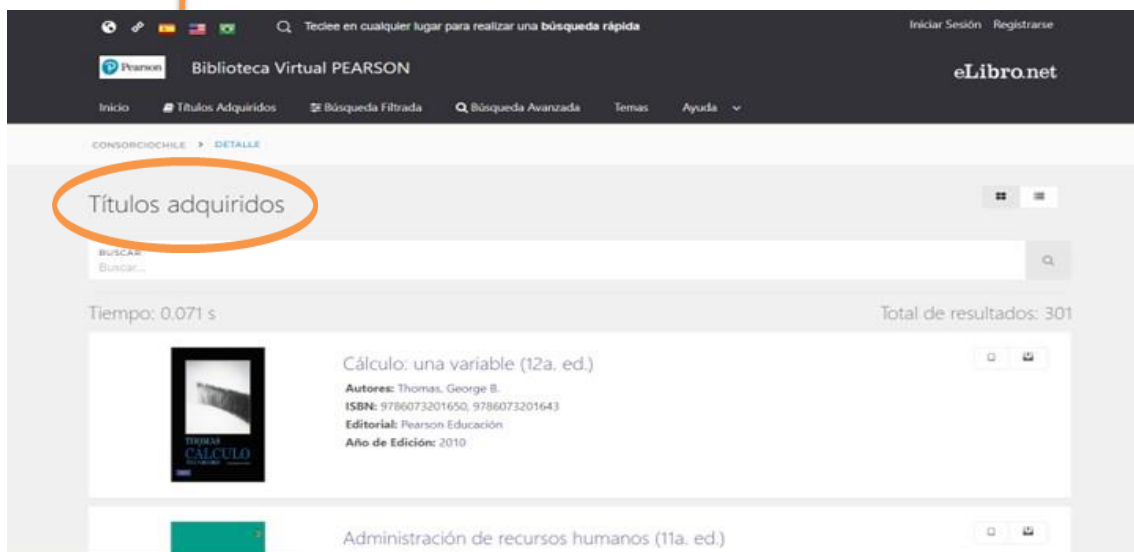 Teclee en cualquier lugar para realizar una búsqueda rápida
Iniciar Sesión Registrarse
Pearson
Biblioteca Virtual PEARSON
eLibro.net
Inicio Títulos Adquiridos Búsqueda Filtrada Búsqueda Avanzada Temas Ayuda
CONSORCIOCHILE > DETALLE
Títulos adquiridos
BUSCAR
Buscar...
Tiempo: 0.071 s
Total de resultados: 301
Cálculo: una variable (12a. ed.)
Autores: Thomas, George B.
ISBN: 9786073201650, 9786073201643
Editorial: Pearson Educación
Año de Edición: 2010
THOMAS
CÁLCULO
Administración de recursos humanos (11a. ed.)